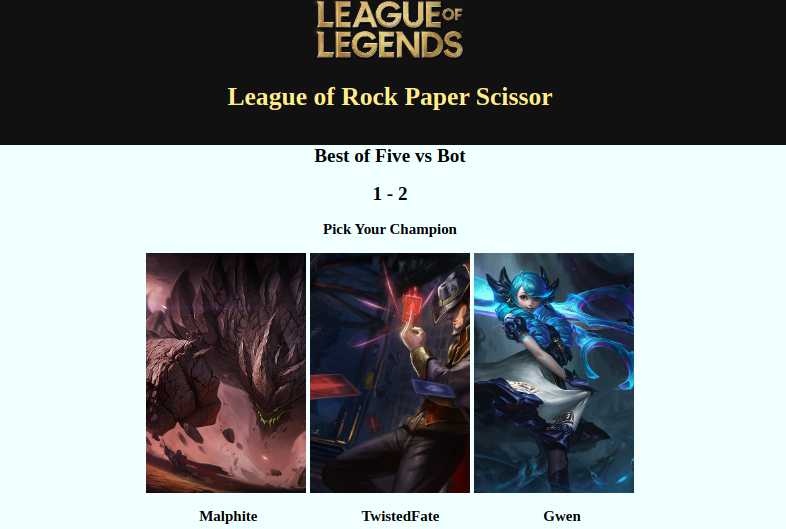 LEAGUE OF
LEGENDS
League of Rock Paper Scissor
Best of Five vs Bot
1 - 2
Pick Your Champion
Malphite TwistedFate Gwen